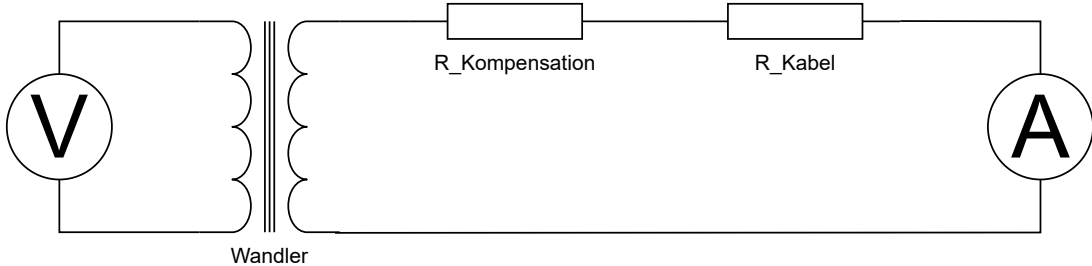 R_Kompensation
R_Kabel
V
A
Wandler